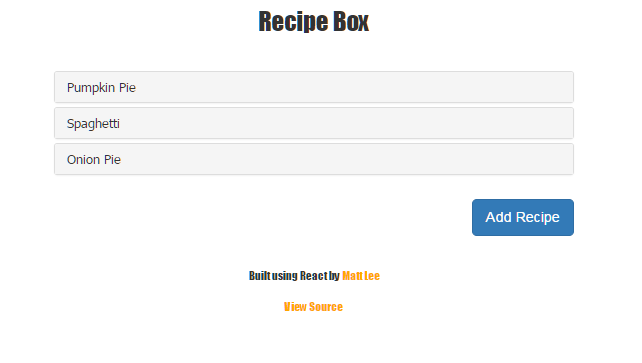 Recipe Box
Pumpkin Pie
Spaghetti
Onion Pie
Add Recipe
Built using React by Matt Lee
View Source